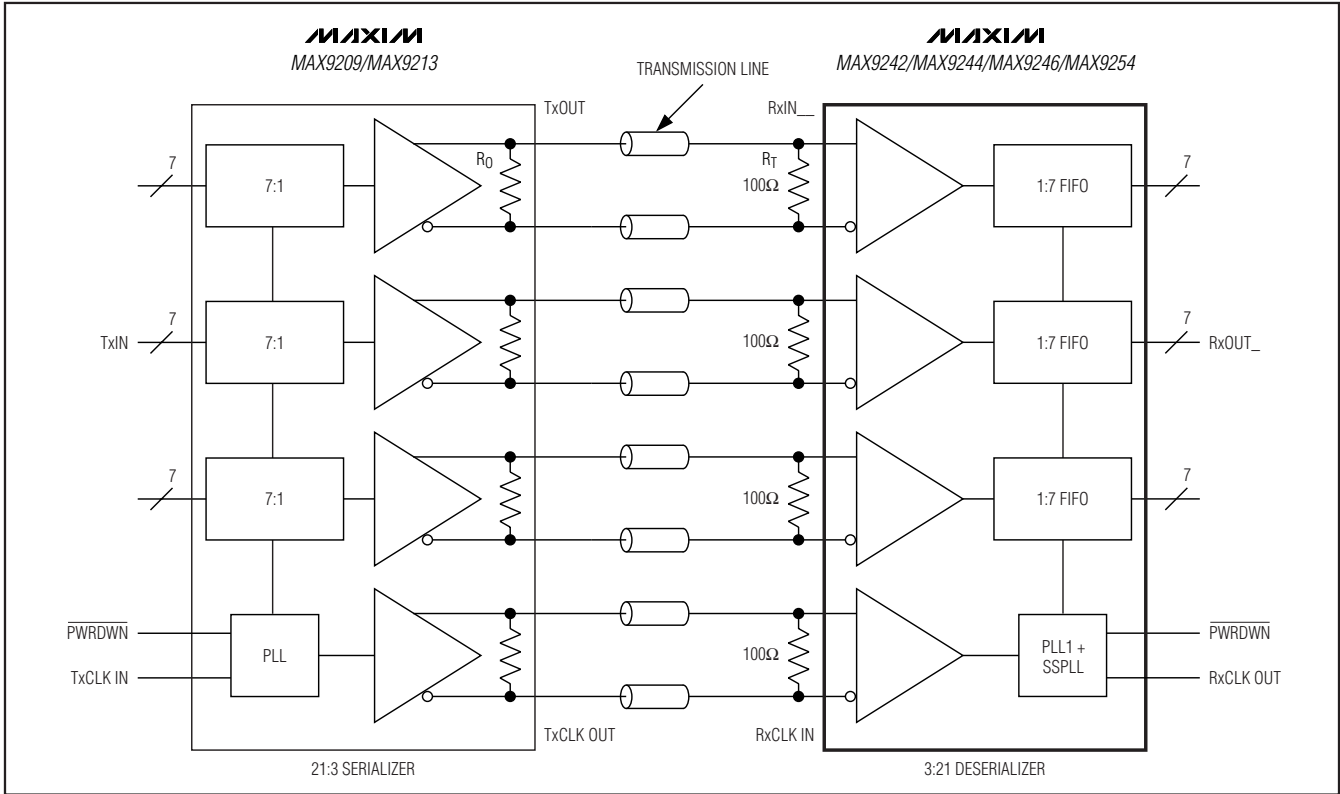 MAXIM
MAX9209/MAX9213
MAXIM
MAX9242/MAX9244/MAX9246/MAX9254
TRANSMISSION LINE
TxOUT
RxIN__
7
7:1
RO
RT
100Ω
1:7 FIFO
7
TxIN
7
7:1
100Ω
1:7 FIFO
7
RxOUT_
7
7:1
100Ω
1:7 FIFO
7
PWRDWN
TxCLK IN
PLL
100Ω
PLL1 +
SSPLL
PWRDWN
RxCLK OUT
TxCLK OUT
RxCLK IN
21:3 SERIALIZER
3:21 DESERIALIZER